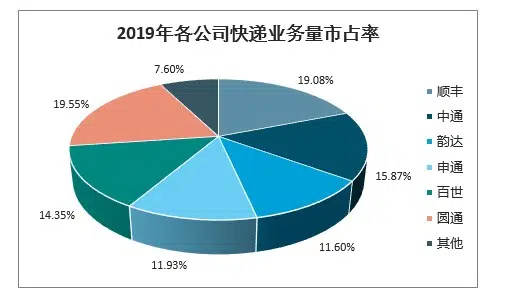 2019年各公司快递业务量市占率
7.60%
19.08%
19.55%
15.87%
14.35%
11.60%
11.93%
顺丰
中通
韵达
申通
百世
圆通
其他